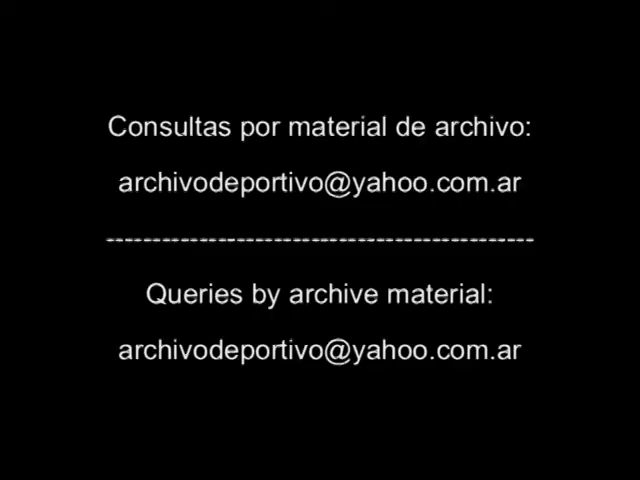 Consultas por material de archivo:
archivodeportivo@yahoo.com.ar
-----------------------------------------------
Queries by archive material:
archivodeportivo@yahoo.com.ar